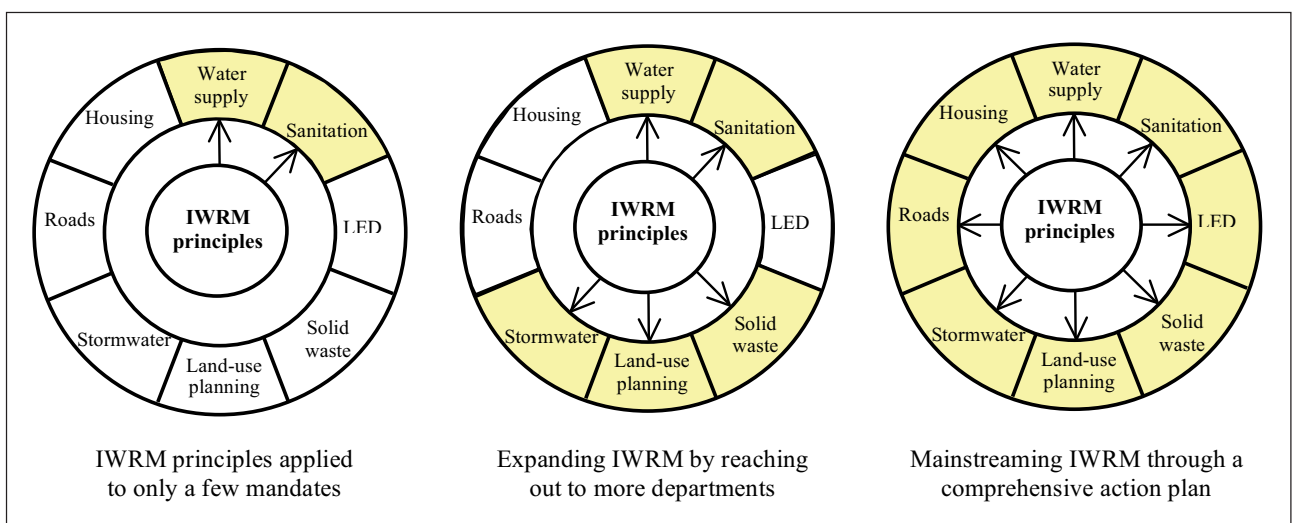 Water
supply
Sanitation
LED
Solid
waste
Land-use
planning
Stormwater
Roads
Housing
IWRM
principles
IWRM principles applied
to only a few mandates
Water
supply
Sanitation
LED
Solid
waste
Land-use
planning
Stormwater
Roads
Housing
IWRM
principles
Expanding IWRM by reaching
out to more departments
Water
supply
Sanitation
LED
Solid
waste
Land-use
planning
Stormwater
Roads
Housing
IWRM
principles
Mainstreaming IWRM through a
comprehensive action plan